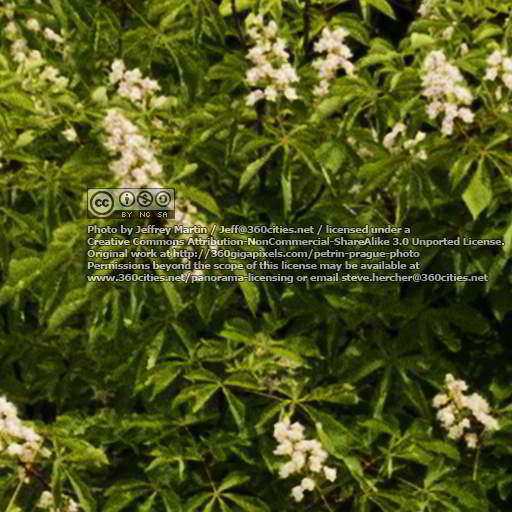 cc
BY NC SA
Photo by Jeffrey Martin / Jeff@360cities.net / licensed under a
Creative Commons Attribution-NonCommercial-ShareAlike 3.0 Unported License.
Original work at http://360gigapixels.com/petrin-prague-photo
Permissions beyond the scope of this license may be available at
www.360cities.net/panorama-licensing or email steve.hercher@360cities.net